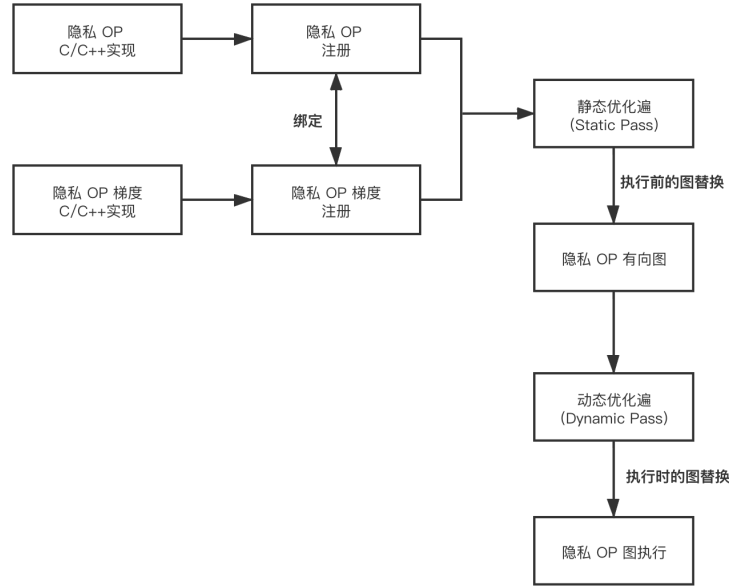 隐私 OP
C/C++实现
隐私 OP
注册
绑定
隐私 OP 梯度
C/C++实现
隐私 OP 梯度
注册
静态优化遍
(Static Pass)
执行前的图替换
隐私 OP 有向图
动态优化遍
(Dynamic Pass)
执行时的图替换
隐私 OP 图执行